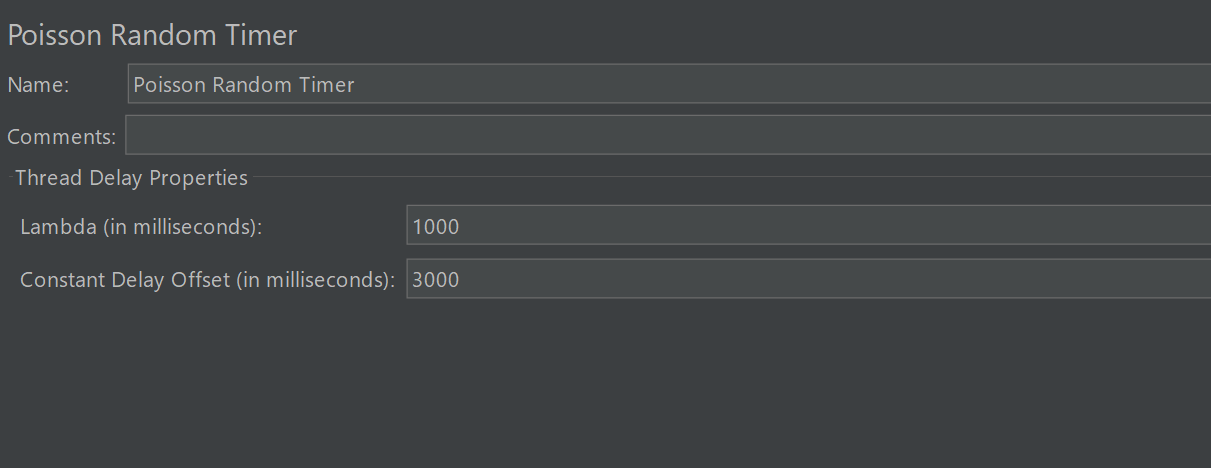 Poisson Random Timer
Name: Poisson Random Timer
Comments:
Thread Delay Properties
Lambda (in milliseconds): 1000
Constant Delay Offset (in milliseconds): 3000